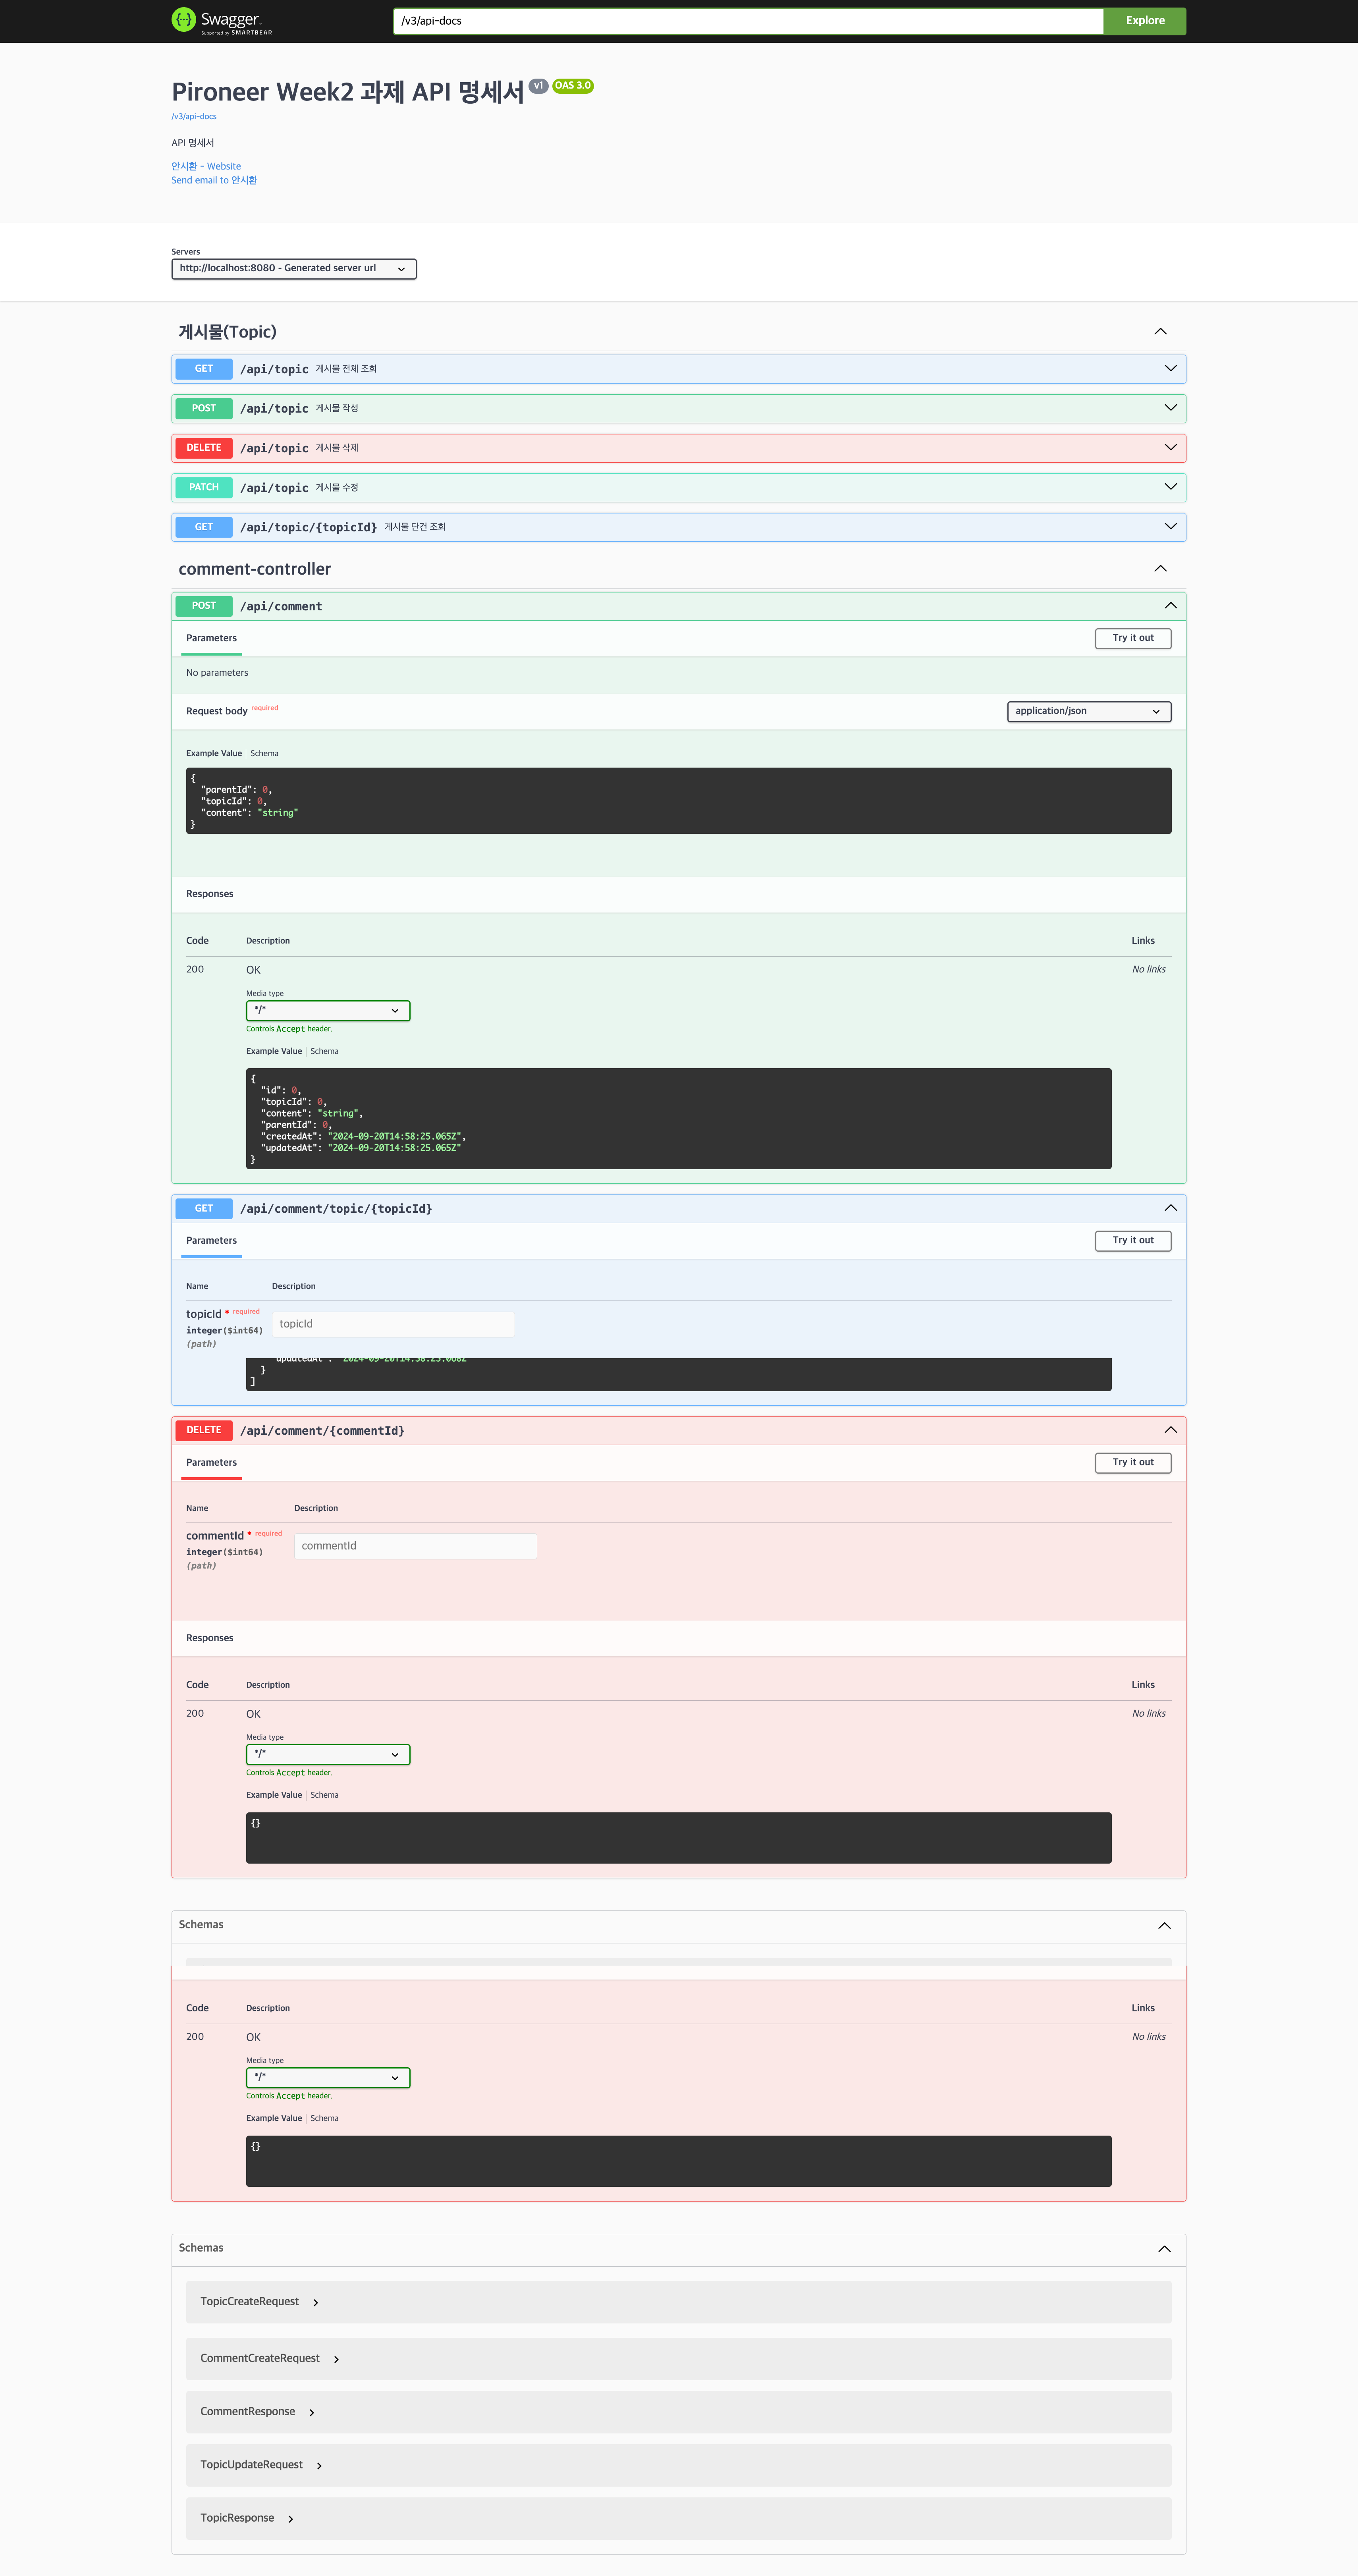 Swagger.
Supported by SMARTBEAR
/v3/api-docs
Explore
Pironeer Week2 과제 API 명세서 v1 OAS 3.0
/v3/api-docs
API 명세서
안시환 - Website
Send email to 안시환
Servers
http://localhost:8080 - Generated server url
게시물(Topic)
GET /api/topic 게시물 전체 조회
POST /api/topic 게시물 작성
DELETE /api/topic 게시물 삭제
PATCH /api/topic 게시물 수정
GET /api/topic/{topicId} 게시물 단건 조회
comment-controller
POST /api/comment
Parameters Try it out
No parameters
Request body required application/json
Example Value | Schema
{
"parentId": 0,
"topicId": 0,
"content": "string"
}
Responses
Code Description Links
200 OK No links
Media type
*/*
Controls Accept header.
Example Value | Schema
{
"id": 0,
"topicId": 0,
"content": "string",
"parentId": 0,
"createdAt": "2024-09-20T14:58:25.065Z",
"updatedAt": "2024-09-20T14:58:25.065Z"
}
GET /api/comment/topic/{topicId}
Parameters Try it out
Name Description
topicId * required
topicId
integer($int64)
(path)
}
]
DELETE /api/comment/{commentId}
Parameters Try it out
Name Description
commentId * required
commentId
integer($int64)
(path)
Responses
Code Description Links
200 OK No links
Media type
*/*
Controls Accept header.
Example Value | Schema
{}
Schemas
Code Description Links
200 OK No links
Media type
*/*
Controls Accept header.
Example Value | Schema
{}
Schemas
TopicCreateRequest
CommentCreateRequest
CommentResponse
TopicUpdateRequest
TopicResponse